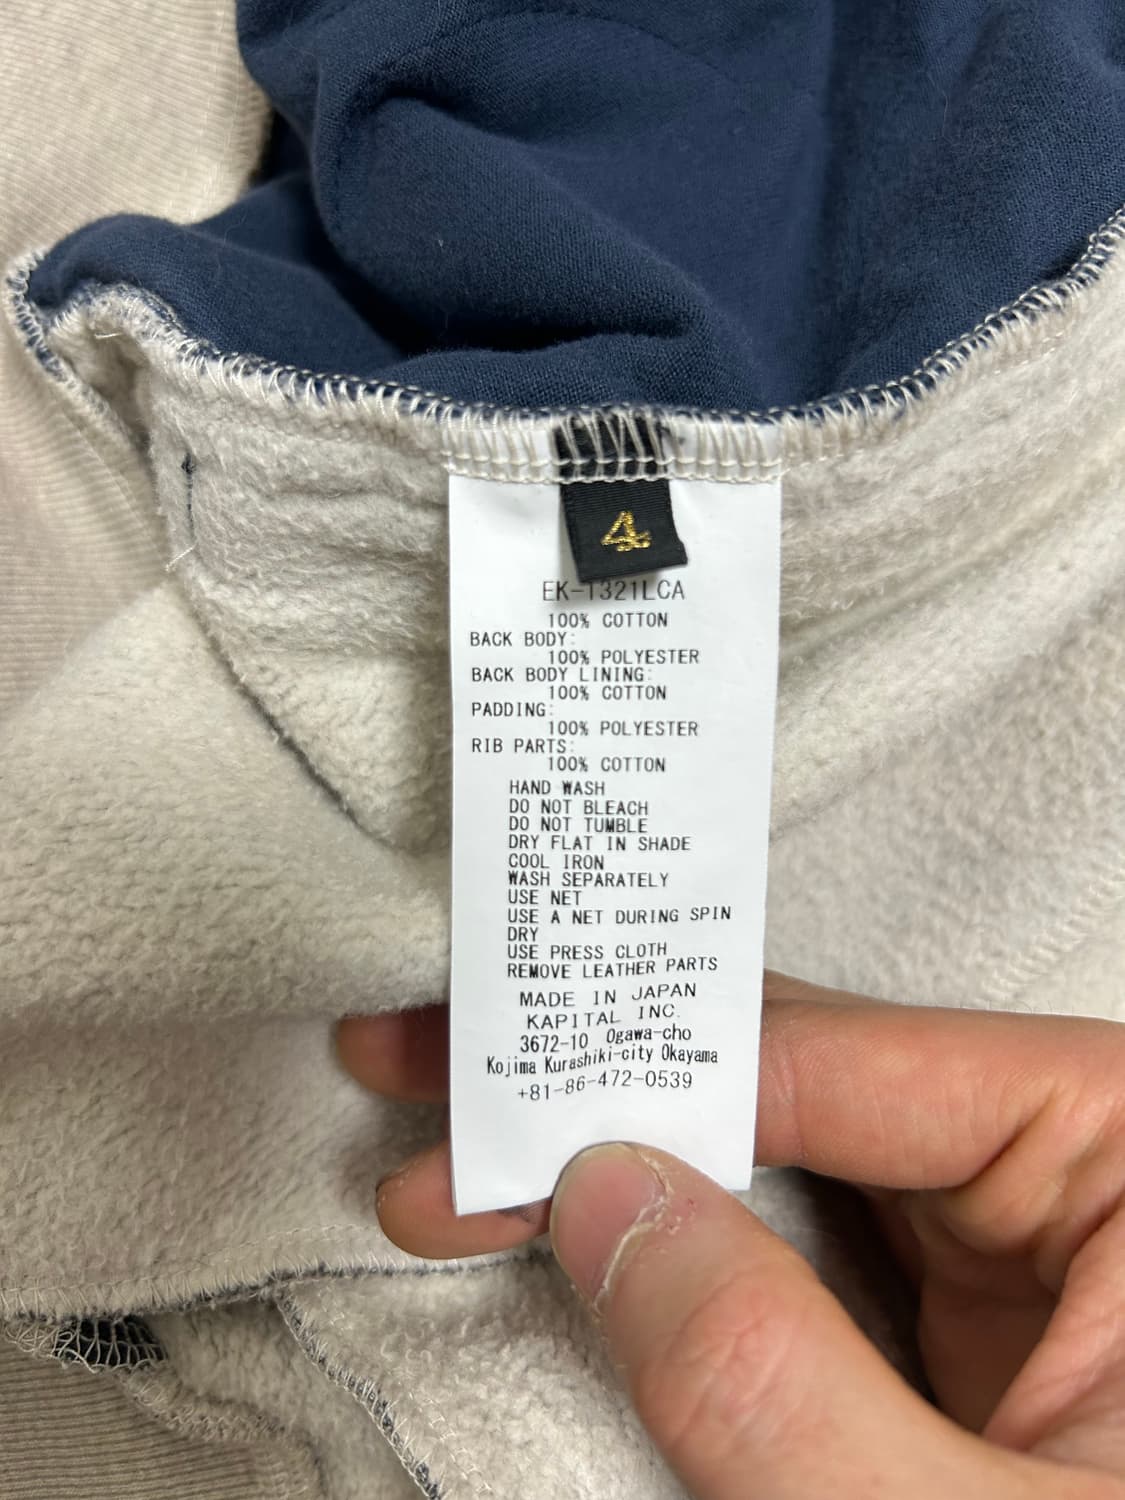 4
EK-1321LCA
100% COTTON
BACK BODY:
100% POLYESTER
BACK BODY LINING:
100% COTTON
PADDING:
100% POLYESTER
RIB PARTS:
100% COTTON
HAND WASH
DO NOT BLEACH
DO NOT TUMBLE
DRY FLAT IN SHADE
COOL IRON
WASH SEPARATELY
USE NET
USE A NET DURING SPIN
DRY
USE PRESS CLOTH
REMOVE LEATHER PARTS
MADE IN JAPAN
KAPITAL INC.
3672-10 Ogawa-cho
Kojima Kurashiki-city Okayama
+81-86-472-0539